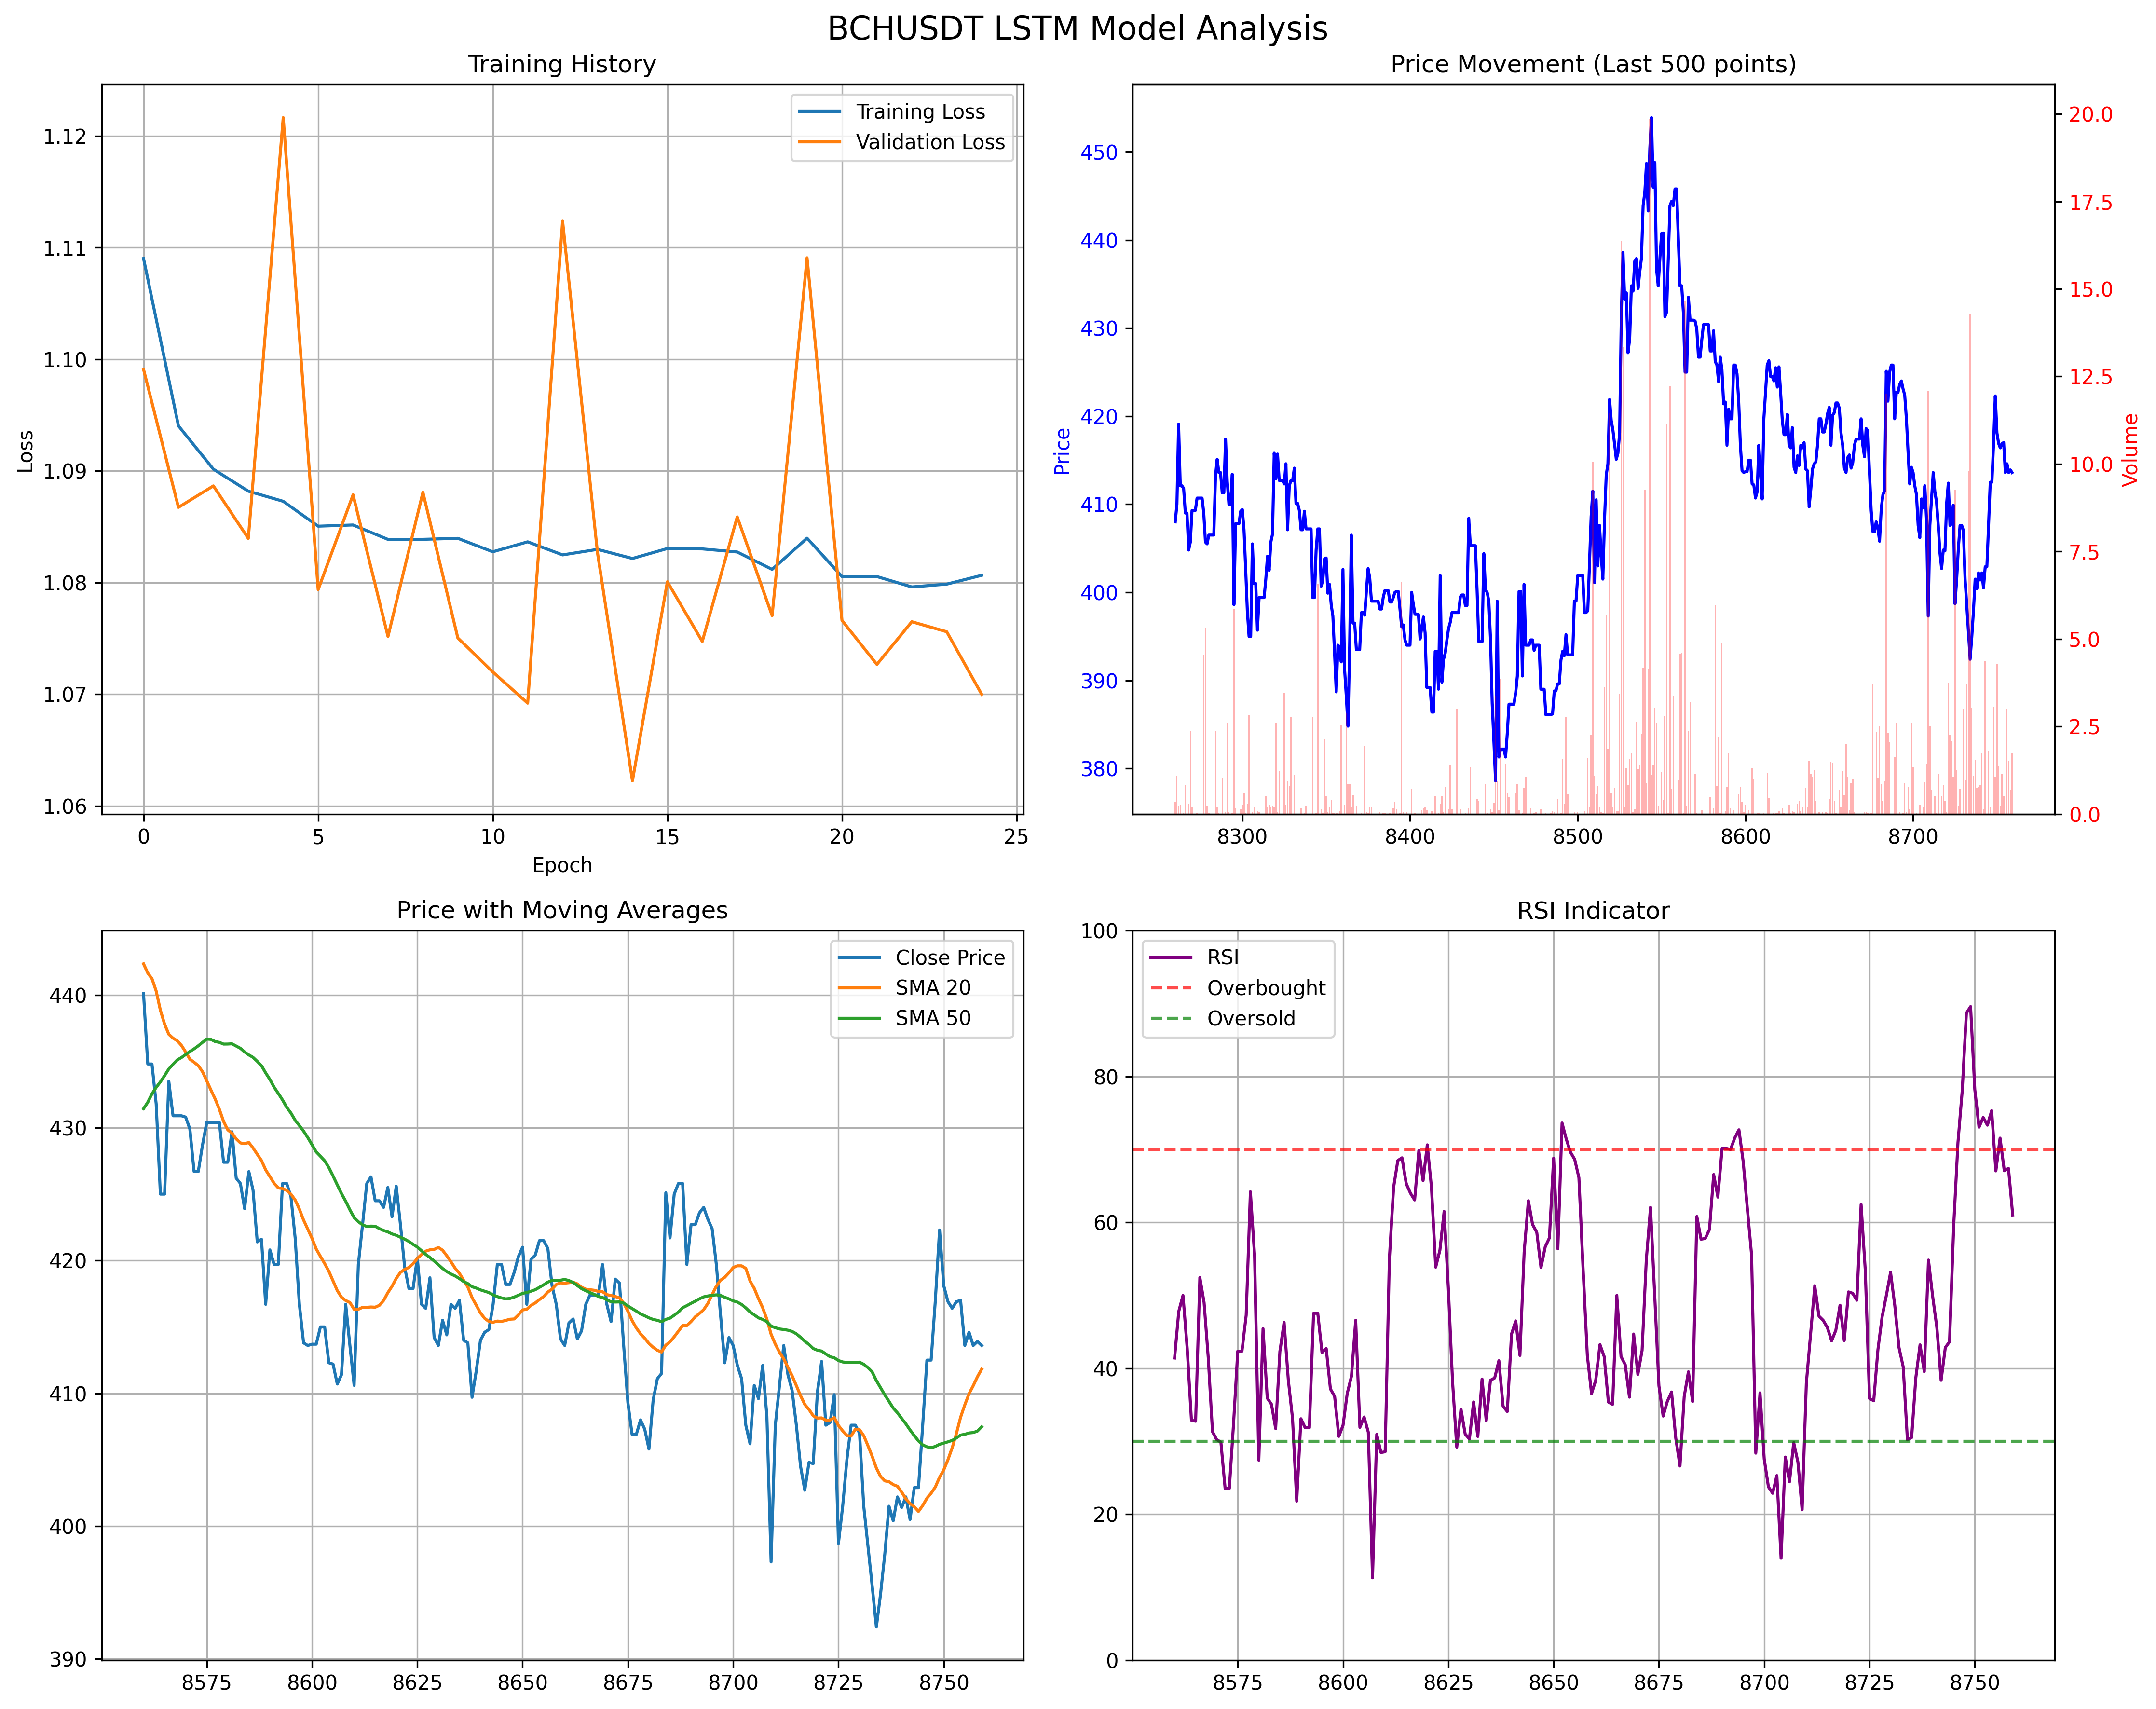 BCHUSDT LSTM Model Analysis
Training History
Training Loss
Validation Loss
1.12
1.11
1.10
1.09
1.08
1.07
1.06
Loss
0 5 10 15 20 25
Epoch
Price Movement (Last 500 points)
450
440
430
420
410
400
390
380
Price
20.0
17.5
15.0
12.5
10.0
7.5
5.0
2.5
0.0
Volume
8300 8400 8500 8600 8700
Price with Moving Averages
Close Price
SMA 20
SMA 50
440
430
420
410
400
390
8575 8600 8625 8650 8675 8700 8725 8750
RSI Indicator
RSI
Overbought
Oversold
100
80
60
40
20
0
8575 8600 8625 8650 8675 8700 8725 8750